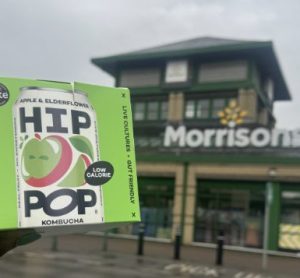 APPLE & ELDERFLOWER
HIP
POP
LOW
CALORIE
KOMBUCHA
LIVE CULTURES + GUT FRIENDLY
Morrisons